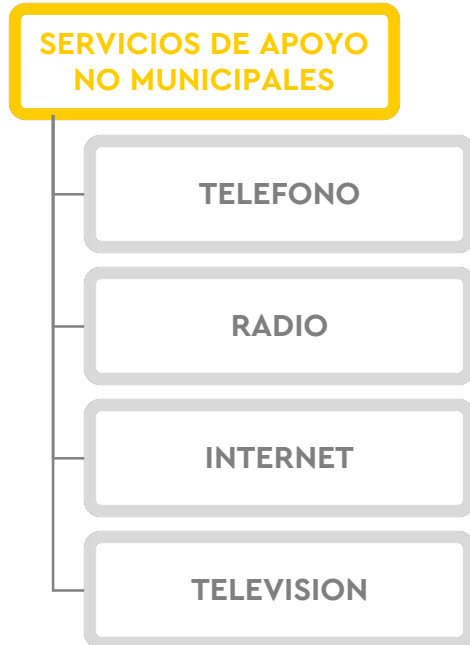 SERVICIOS DE APOYO
NO MUNICIPALES
TELEFONO
RADIO
INTERNET
TELEVISION